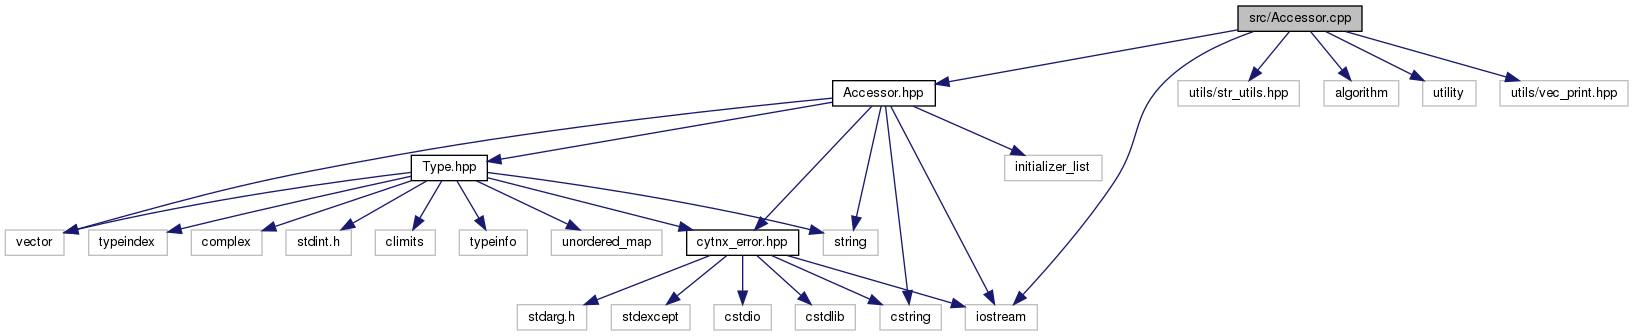 src/Accessor.cpp
Accessor.hpp
utils/str_utils.hpp
algorithm
utility
utils/vec_print.hpp
Type.hpp
initializer_list
vector
typeindex
complex
stdint.h
climits
typeinfo
unordered_map
cytnx_error.hpp
string
stdarg.h
stdexcept
cstdio
cstdlib
cstring
iostream